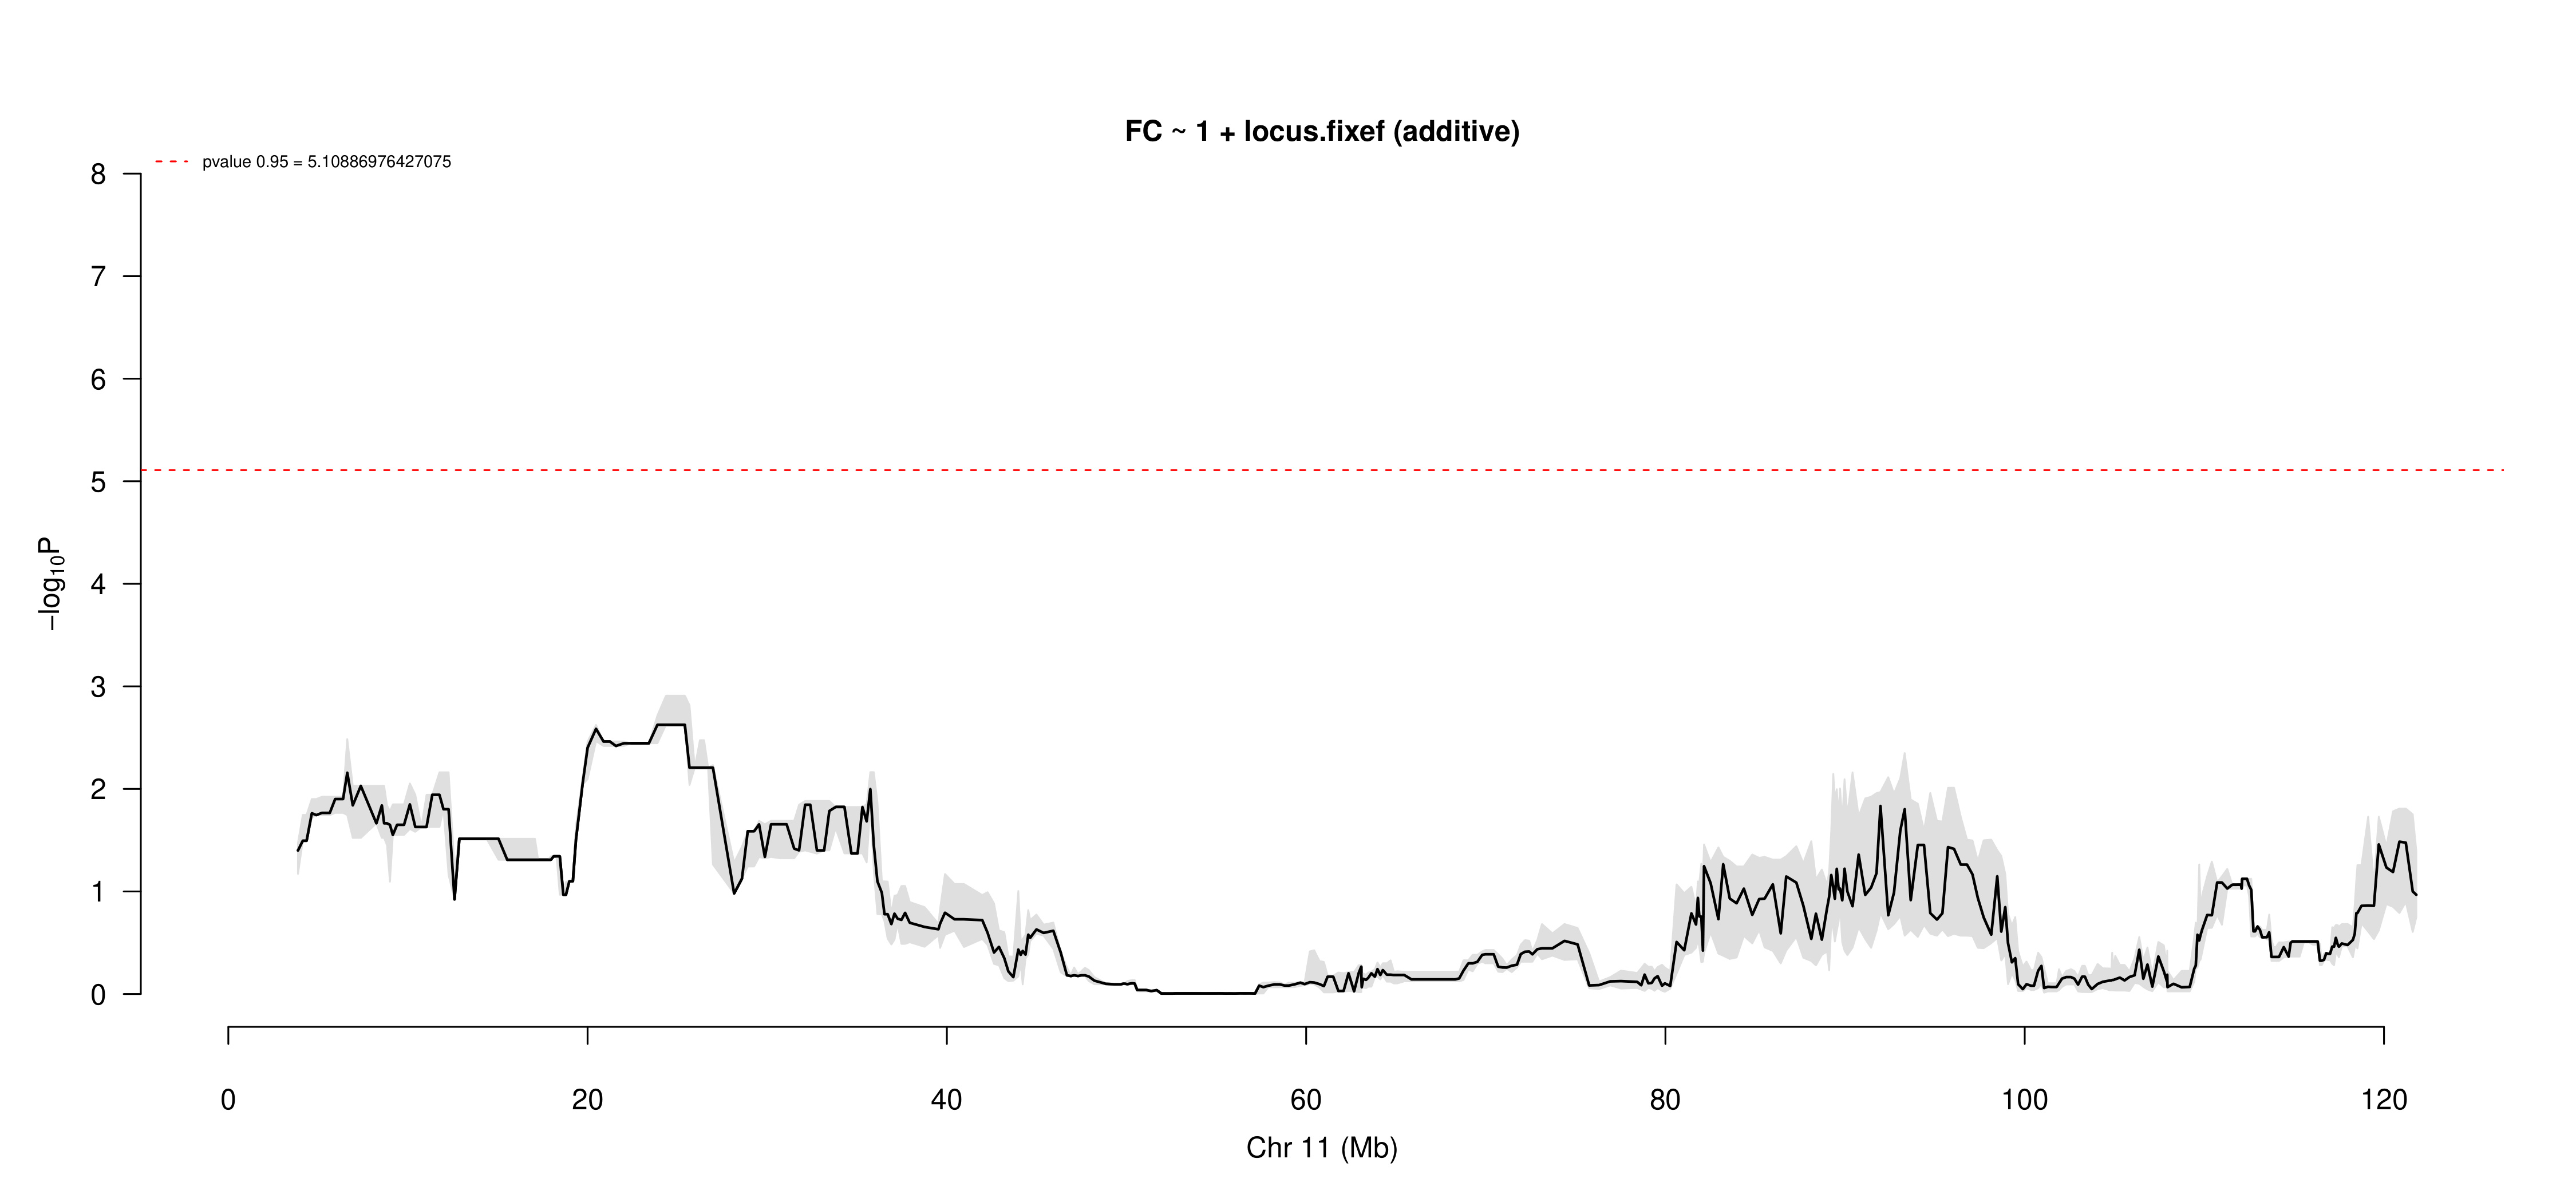 FC ~ 1 + locus.fixef (additive)
pvalue 0.95 = 5.10886976427075
8
7
6
5
4
3
2
1
0
−log10P
0 20 40 60 80 100 120
Chr 11 (Mb)